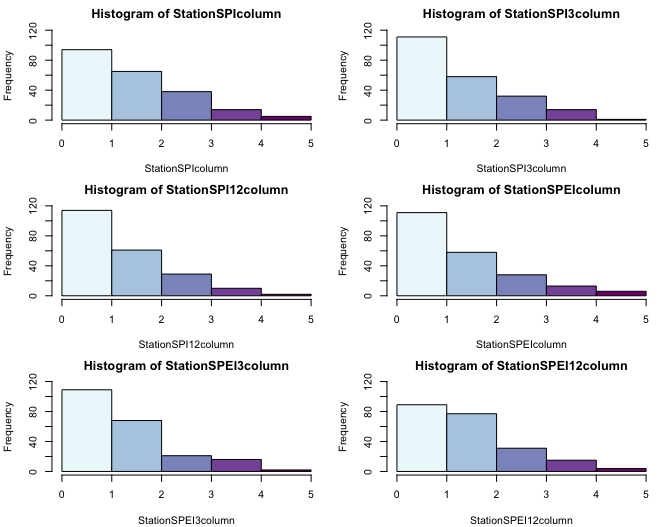 Histogram of StationSPIcolumn
Frequency
0 40 80 120
0 1 2 3 4 5
StationSPIcolumn
Histogram of StationSPI3column
Frequency
0 40 80 120
0 1 2 3 4 5
StationSPI3column
Histogram of StationSPI12column
Frequency
0 40 80 120
0 1 2 3 4 5
StationSPI12column
Histogram of StationSPEIcolumn
Frequency
0 40 80 120
0 1 2 3 4 5
StationSPEIcolumn
Histogram of StationSPEI3column
Frequency
0 40 80 120
0 1 2 3 4 5
StationSPEI3column
Histogram of StationSPEI12column
Frequency
0 40 80 120
0 1 2 3 4 5
StationSPEI12column